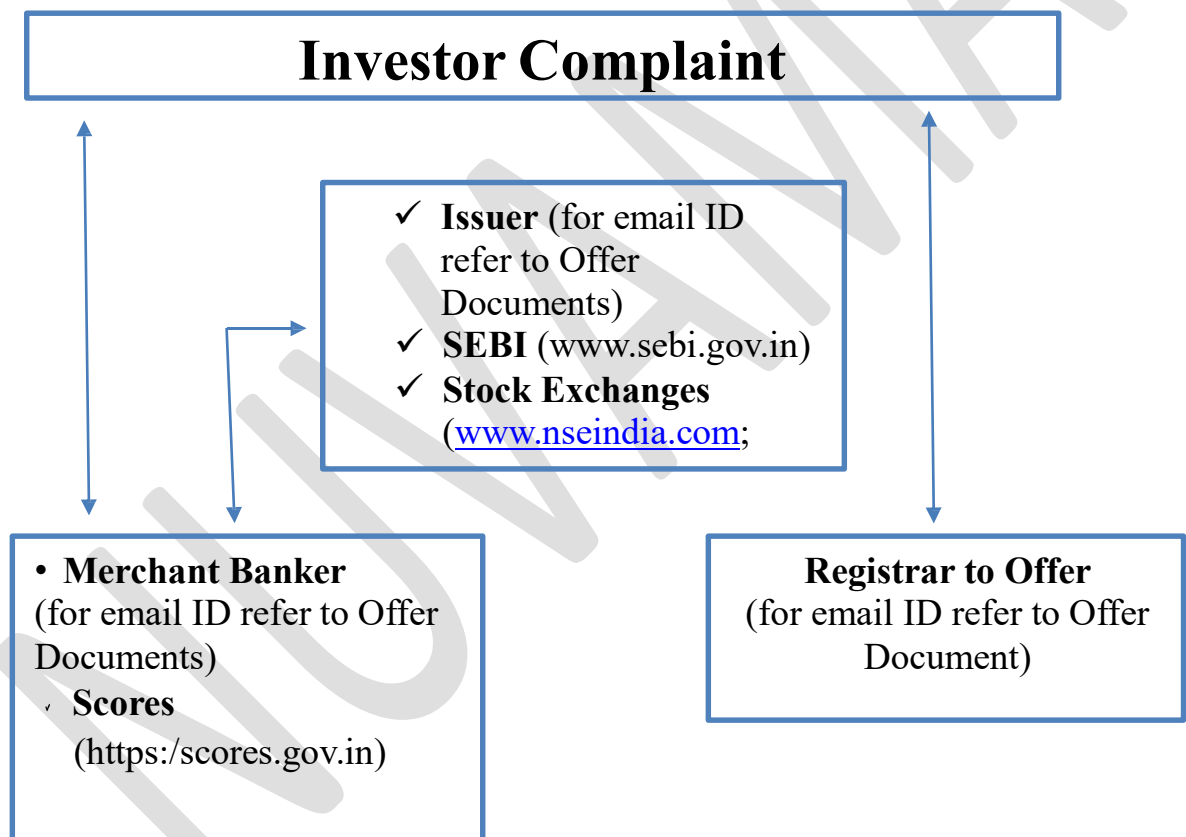 Investor Complaint
✓ Issuer (for email ID
refer to Offer
Documents)
✓ SEBI (www.sebi.gov.in)
✓ Stock Exchanges
(www.nseindia.com;
• Merchant Banker
(for email ID refer to Offer
Documents)
✓ Scores
(https:/scores.gov.in)
Registrar to Offer
(for email ID refer to Offer
Document)
NUVAMA